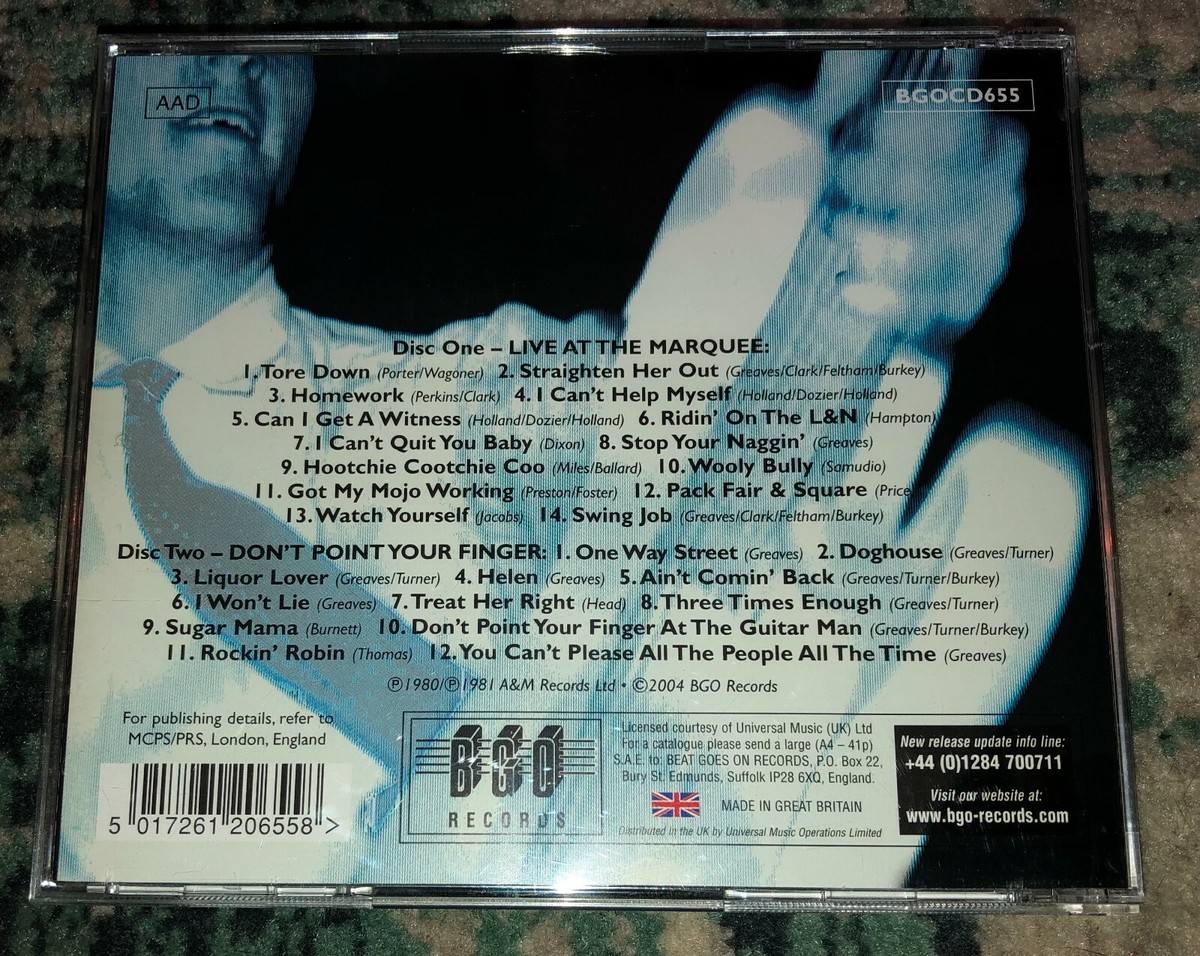 AAD
BGOCD655
Disc One – LIVE AT THE MARQUEE:
1. Tore Down (Porter/Wagoner) 2. Straighten Her Out (Greaves/Clark/Feltham/Burkey)
3. Homework (Perkins/Clark) 4. I Can't Help Myself (Holland/Dozier/Holland)
5. Can I Get A Witness (Holland/Dozier/Holland) 6. Ridin' On The L&N (Hampton)
7. I Can't Quit You Baby (Dixon) 8. Stop Your Naggin' (Greaves)
9. Hootchie Cootchie Coo (Miles/Ballard) 10. Wooly Bully (Samudio)
11. Got My Mojo Working (Preston/Foster) 12. Pack Fair & Square (Price
13. Watch Yourself (Jacobs) 14. Swing Job (Greaves/Clark/Feltham/Burkey)
Disc Two – DON'T POINT YOUR FINGER: 1. One Way Street (Greaves) 2. Doghouse (Greaves/Turner)
3. Liquor Lover (Greaves/Turner) 4. Helen (Greaves) 5. Ain't Comin' Back (Greaves/Turner/Burkey)
6. I Won't Lie (Greaves) 7. Treat Her Right (Head) 8. Three Times Enough (Greaves/Turner)
9. Sugar Mama (Burnett) 10. Don't Point Your Finger At The Guitar Man (Greaves/Turner/Burkey)
11. Rockin' Robin (Thomas) 12. You Can't Please All The People All The Time (Greaves)
℗1980/℗1981 A&M Records Ltd • ©2004 BGO Records
For publishing details, refer to
MCPS/PRS, London, England
5 017261 206558 >
BGO
RECORDS
Licensed courtesy of Universal Music (UK) Ltd
For a catalogue please send a large (A4 – 41p)
S.A.E. to: BEAT GOES ON RECORDS, P.O. Box 22,
Bury St. Edmunds, Suffolk IP28 6XQ, England.
MADE IN GREAT BRITAIN
Distributed in the UK by Universal Music Operations Limited
New release update info line:
+44 (0)1284 700711
Visit our website at:
www.bgo-records.com